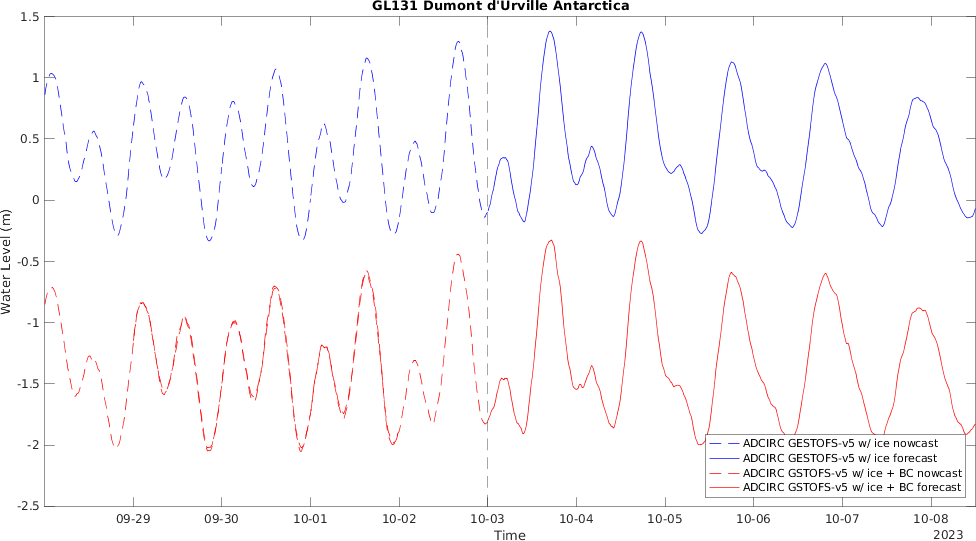 GL131 Dumont d'Urville Antarctica
1.5
1
0.5
0
-0.5
-1
-1.5
-2
-2.5
Water Level (m)
ADCIRC GESTOFS-v5 w/ ice nowcast
ADCIRC GESTOFS-v5 w/ ice forecast
ADCIRC GSTOFS-v5 w/ ice + BC nowcast
ADCIRC GSTOFS-v5 w/ ice + BC forecast
09-29 09-30 10-01 10-02 10-03 10-04 10-05 10-06 10-07 10-08
Time
2023